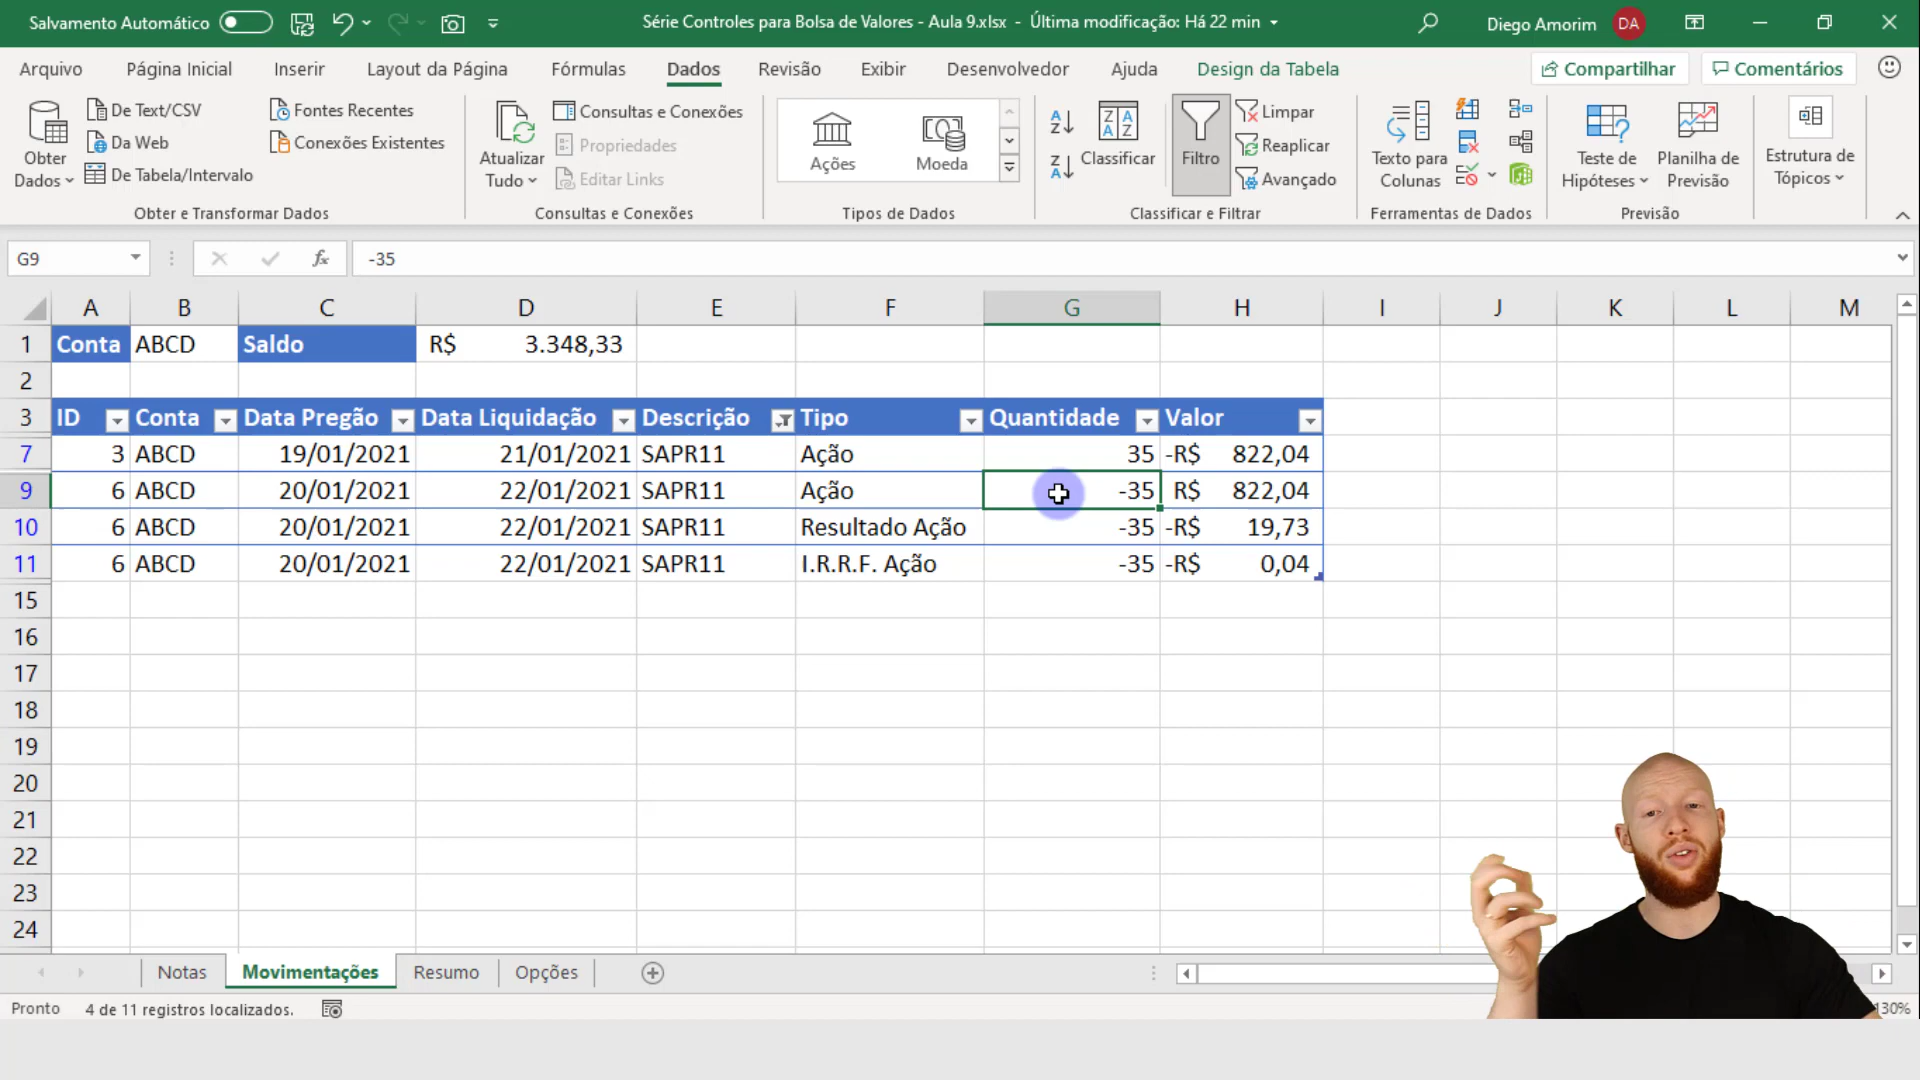 Salvamento Automático
Série Controles para Bolsa de Valores - Aula 9.xlsx - Última modificação: Há 22 min
Diego Amorim DA
Arquivo Página Inicial Inserir Layout da Página Fórmulas Dados Revisão Exibir Desenvolvedor Ajuda Design da Tabela Compartilhar Comentários
Obter Dados
De Text/CSV
Da Web
De Tabela/Intervalo
Fontes Recentes
Conexões Existentes
Obter e Transformar Dados
Atualizar Tudo
Consultas e Conexões
Propriedades
Editar Links
Consultas e Conexões
Ações Moeda
Tipos de Dados
Classificar
Filtro
Limpar
Reaplicar
Avançado
Classificar e Filtrar
Texto para Colunas
Ferramentas de Dados
Teste de Hipóteses
Planilha de Previsão
Previsão
Estrutura de Tópicos
G9 fx -35
A B C D E F G H I J K L M
1 Conta ABCD Saldo R$ 3.348,33
2
3 ID Conta Data Pregão Data Liquidação Descrição Tipo Quantidade Valor
7 3 ABCD 19/01/2021 21/01/2021 SAPR11 Ação 35 -R$ 822,04
9 6 ABCD 20/01/2021 22/01/2021 SAPR11 Ação -35 R$ 822,04
10 6 ABCD 20/01/2021 22/01/2021 SAPR11 Resultado Ação -35 -R$ 19,73
11 6 ABCD 20/01/2021 22/01/2021 SAPR11 I.R.R.F. Ação -35 -R$ 0,04
15
16
17
18
19
20
21
22
23
24
Notas Movimentações Resumo Opções
Pronto 4 de 11 registros localizados. 130%